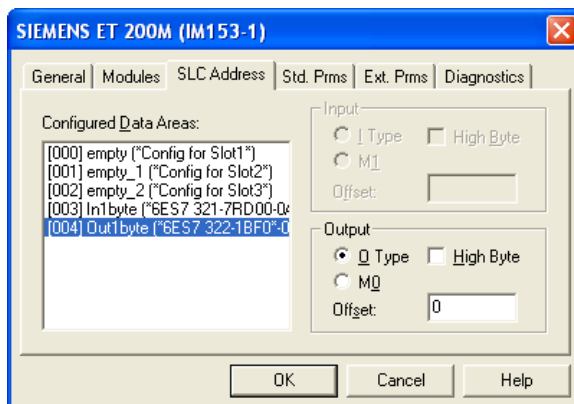 SIEMENS ET 200M (IM153-1)
General Modules SLC Address Std. Prms Ext. Prms Diagnostics
Configured Data Areas:
[000] empty (*Config for Slot1*)
[001] empty_1 (*Config for Slot2*)
[002] empty_2 (*Config for Slot3*)
[003] In1byte (*6ES7 321-7RD00-0A
[004] Out1byte (*6ES7 322-1BF0*-0
Input
I Type High Byte
M1
Offset:
Output
O Type High Byte
M0
Offset: 0
OK Cancel Help